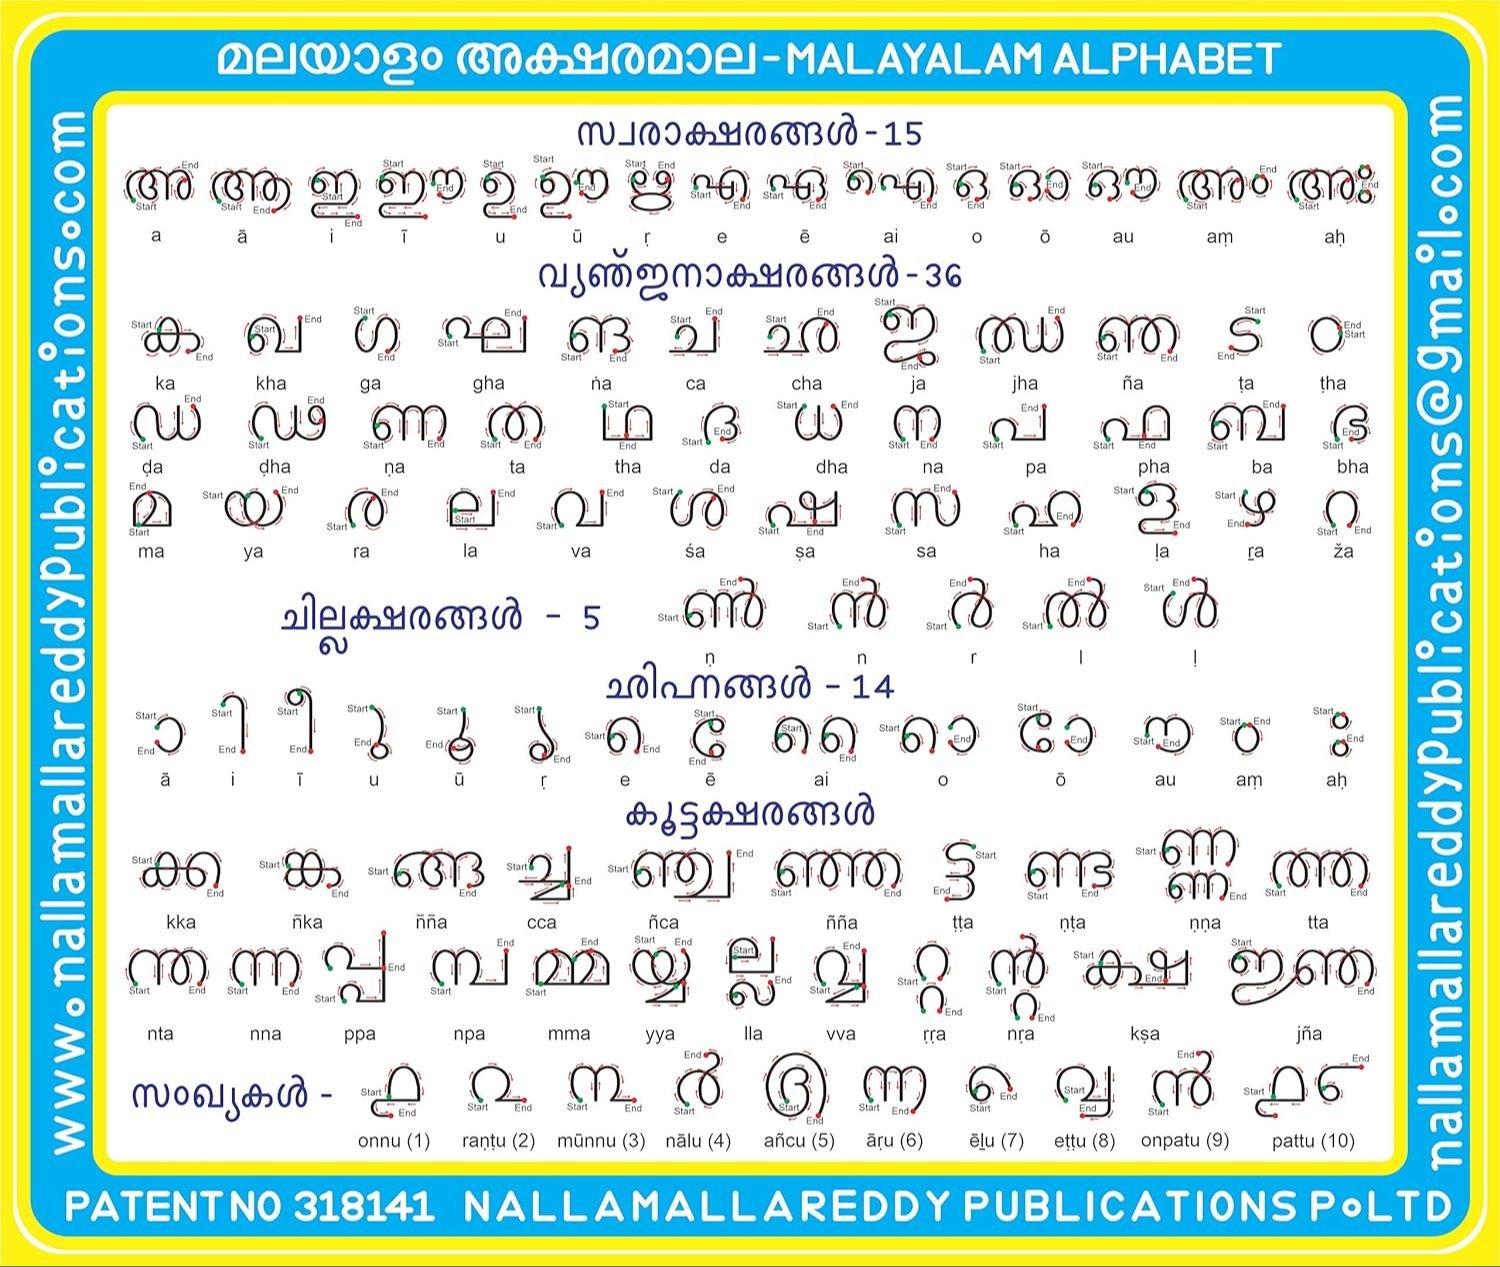 മലയാളം അക്ഷരമാല-MALAYALAM ALPHABET
സ്വരാക്ഷരങ്ങൾ-15
അ ആ ഇ ഈ ഉ ഊ ഋ എ ഏ ഐ ഒ ഓ ഔ അം അഃ
a ā i ī u ū ṛ e ē ai o ō au aṃ aḥ
വ്യഞ്ജനാക്ഷരങ്ങൾ-36
ക ഖ ഗ ഘ ങ ച ഛ ജ ഝ ഞ ട ഠ
ka kha ga gha ṅa ca cha ja jha ña ṭa ṭha
ഡ ഢ ണ ത ഥ ദ ധ ന പ ഫ ബ ഭ
ḍa ḍha ṇa ta tha da dha na pa pha ba bha
മ യ ര ല വ ശ ഷ സ ഹ ള ഴ റ
ma ya ra la va śa ṣa sa ha ḷa ṟa ža
ചില്ലക്ഷരങ്ങൾ - 5 ൺ ൻ ർ ൽ ൾ
ṇ n r l ḷ
ഛിഹ്നങ്ങൾ - 14
ാ ി ീ ു ൂ ൃ െ േ ൈ ൊ ോ ൗ ം ഃ
ā i ī u ū ṛ e ē ai o ō au aṃ aḥ
കൂട്ടക്ഷരങ്ങൾ
ക്ക ങ്ക ങ്ങ ച്ച ഞ്ച ഞ്ഞ ട്ട ണ്ട ണ്ണ ത്ത
kka ñka ñña cca ñca ñña ṭṭa ṇṭa ṇṇa tta
ന്ത ന്ന പ്പ മ്പ മ്മ യ്യ ല്ല വ്വ റ്റ ൻറ ക്ഷ ജ്ഞ
nta nna ppa npa mma yya lla vva ṛṛa nṛa kṣa jña
സംഖ്യകൾ - ൧ ൨ ൩ ൪ ൫ ൬ ൭ ൮ ൯ ൰
onnu (1) raṇṭu (2) mūnnu (3) nālu (4) añcu (5) āṛu (6) ēḻu (7) eṭṭu (8) onpatu (9) pattu (10)
PATENT NO 318141 NALLAMALLAREDDY PUBLICATIONS P.LTD
www.nallamallareddypublications.com
nallamallareddypublications@gmail.com